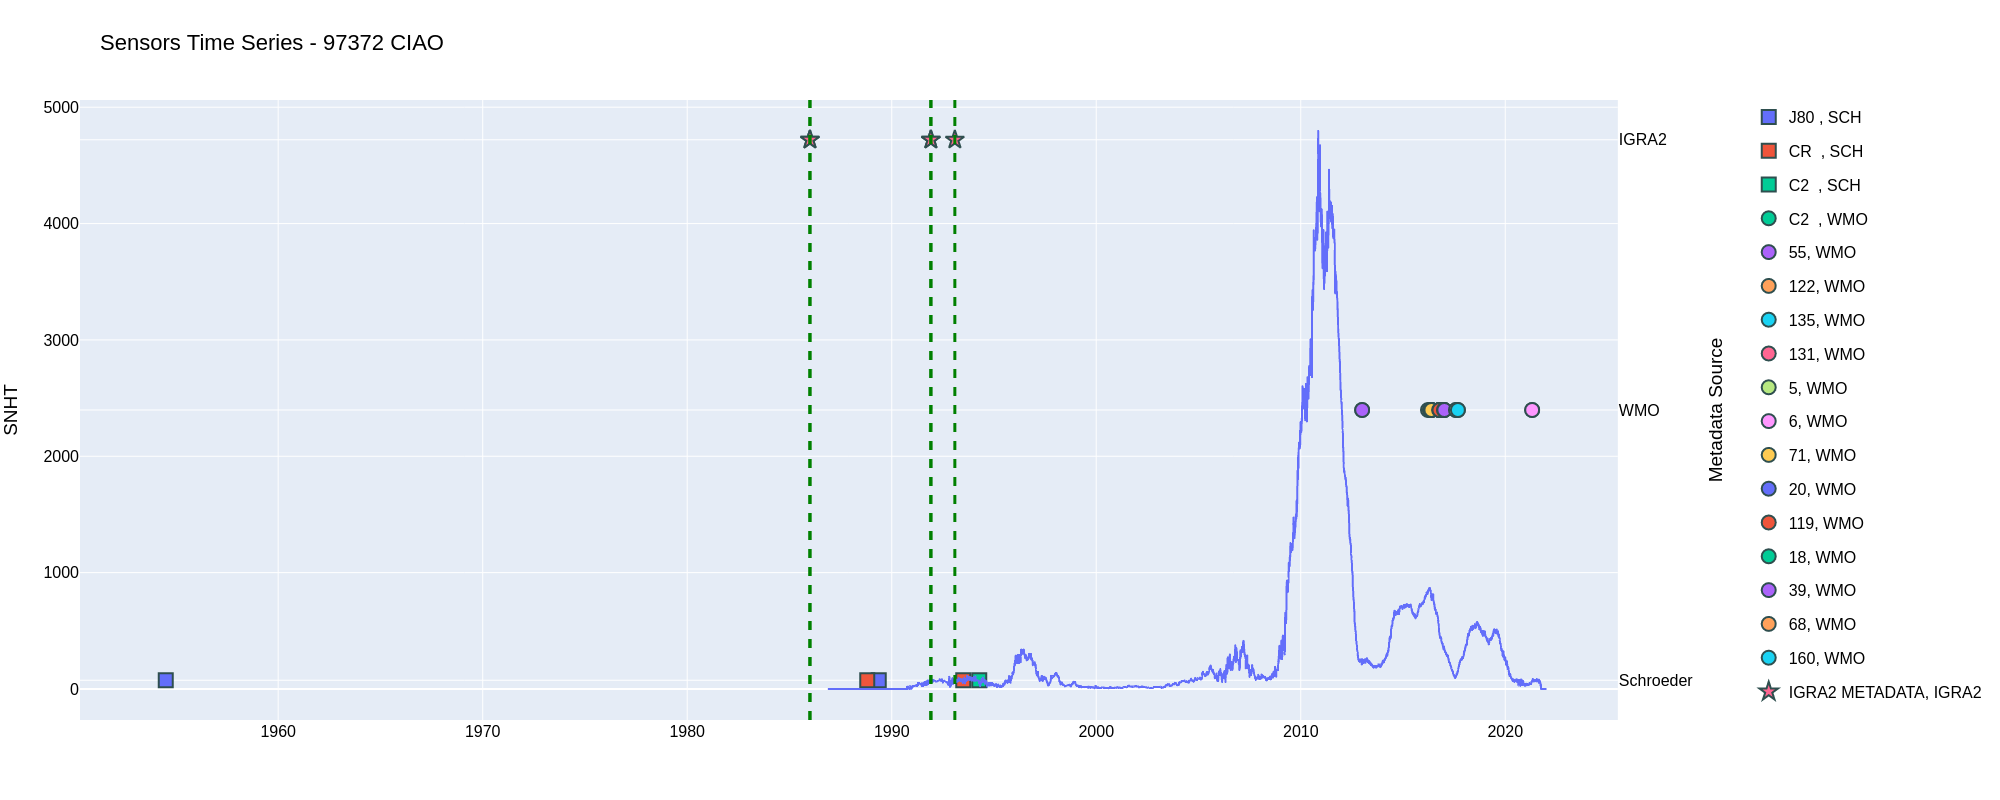 Sensors Time Series - 97372 CIAO
5000
4000
3000
2000
1000
0
SNHT
1960
1970
1980
1990
2000
2010
2020
IGRA2
WMO
Schroeder
Metadata Source
J80 , SCH
CR  , SCH
C2  , SCH
C2  , WMO
55, WMO
122, WMO
135, WMO
131, WMO
5, WMO
6, WMO
71, WMO
20, WMO
119, WMO
18, WMO
39, WMO
68, WMO
160, WMO
IGRA2 METADATA, IGRA2